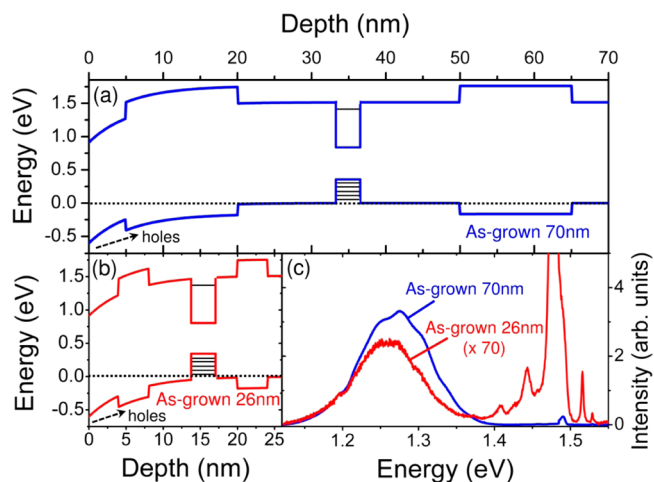 Depth (nm)
0 10 20 30 40 50 60 70
(a)
Energy (eV)
1.5
1.0
0.5
0.0
-0.5
holes
As-grown 70nm
(b)
Energy (eV)
1.5
1.0
0.5
0.0
-0.5
As-grown 26nm
holes
0 5 10 15 20 25
Depth (nm)
(c)
As-grown 70nm
As-grown 26nm
(x 70)
1.2 1.3 1.4 1.5
Energy (eV)
4
2
0
Intensity (arb. units)